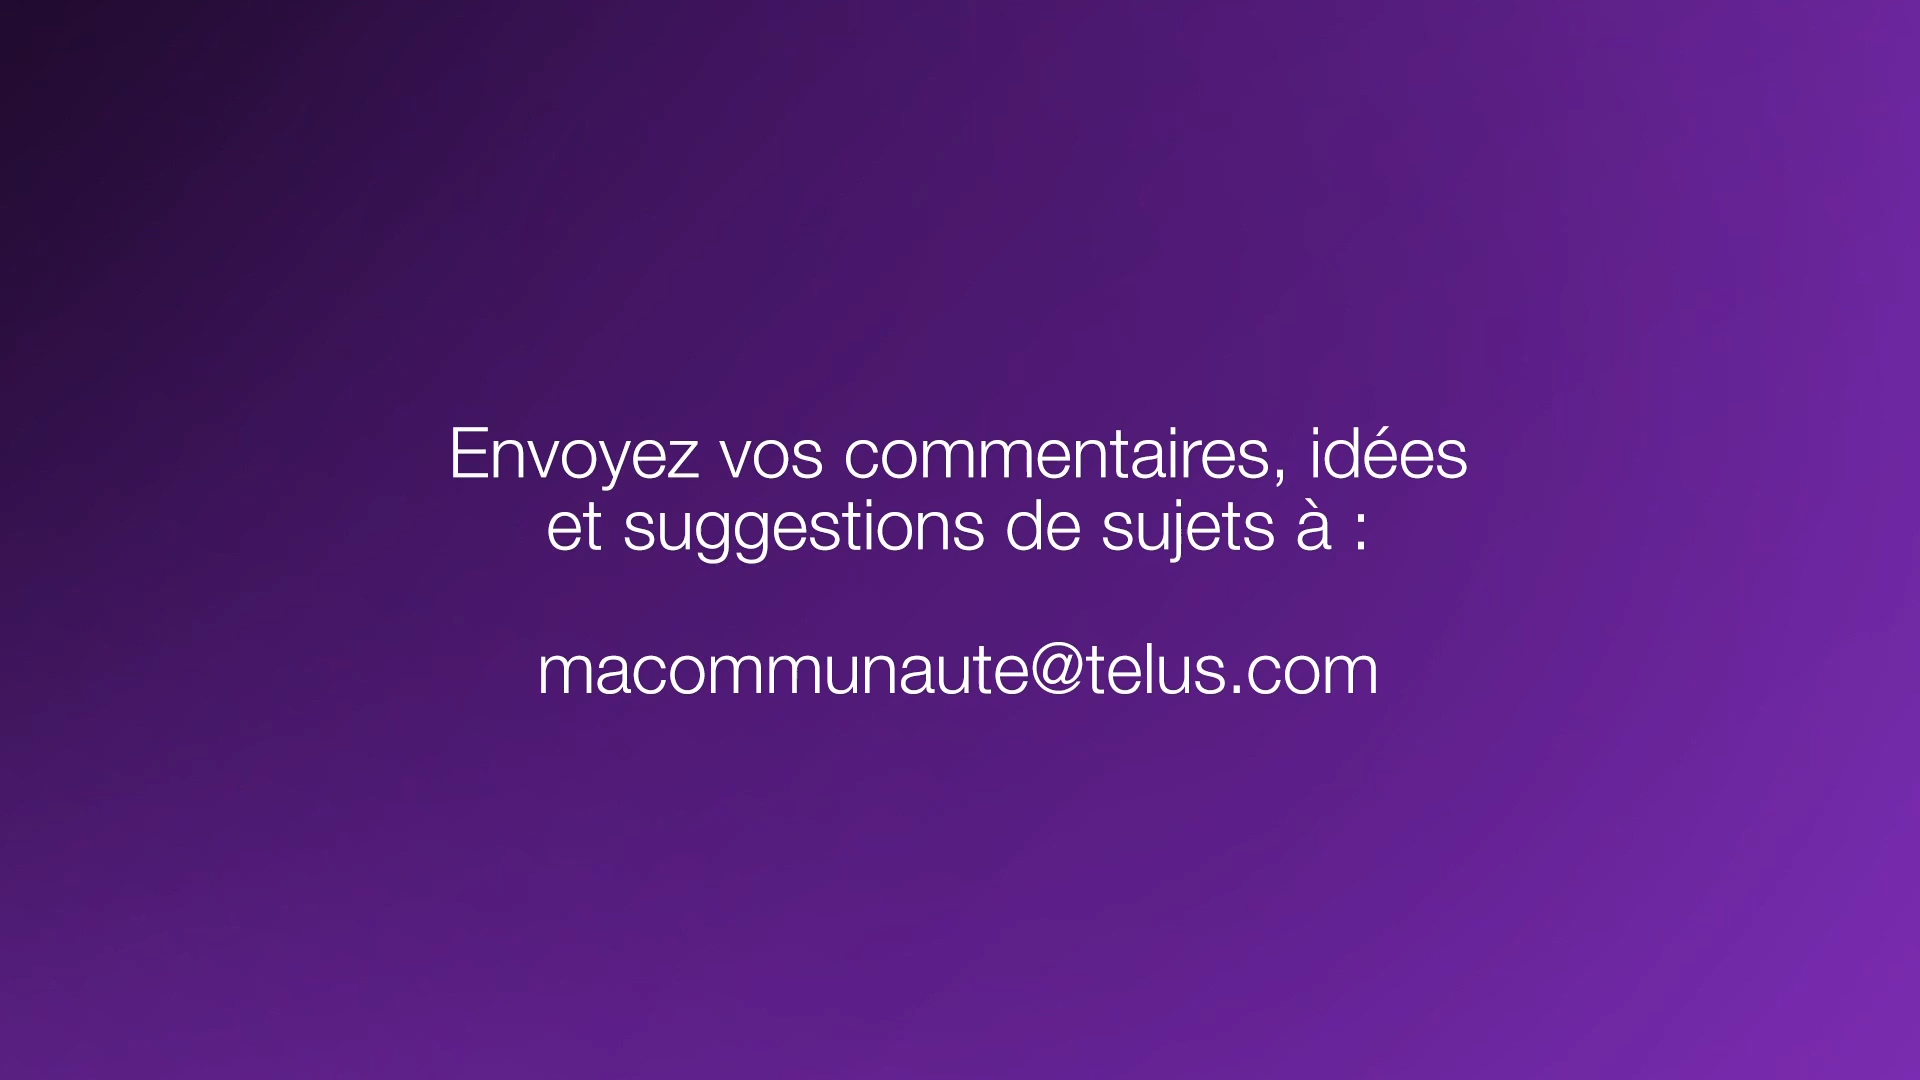 Envoyez vos commentaires, idées
et suggestions de sujets à :
macommunaute@telus.com